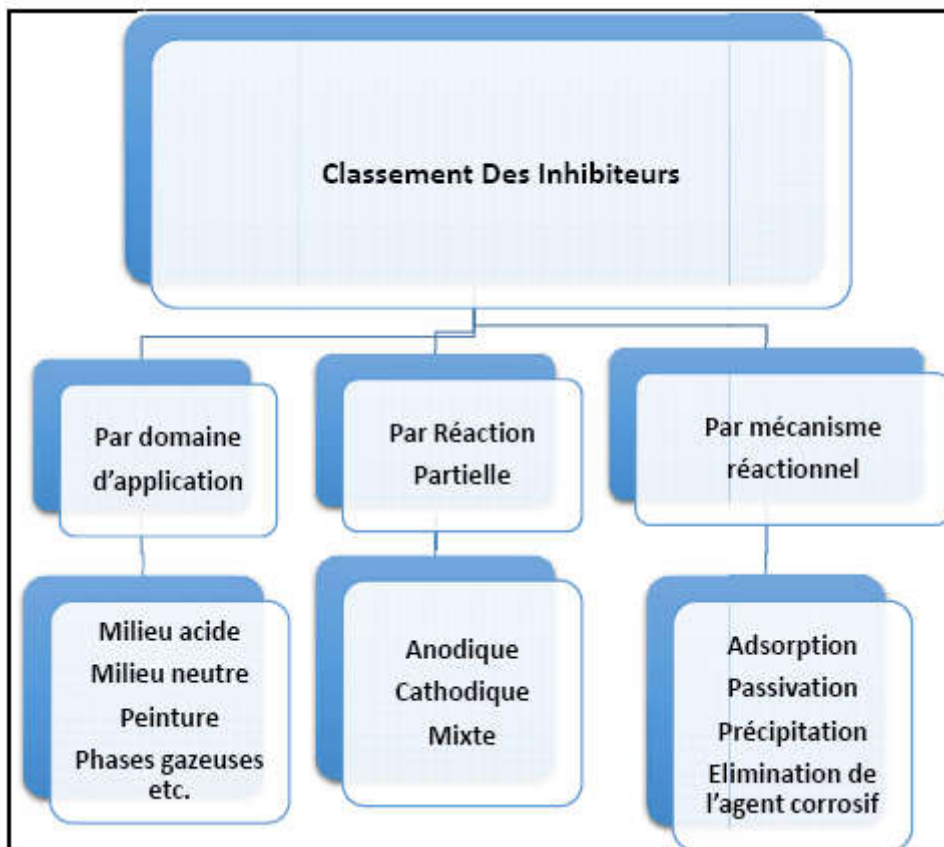 Classement Des Inhibiteurs
Par domaine
d’application
Par Réaction
Partielle
Par mécanisme
réactionnel
Milieu acide
Milieu neutre
Peinture
Phases gazeuses
etc.
Anodique
Cathodique
Mixte
Adsorption
Passivation
Précipitation
Elimination de
l’agent corrosif